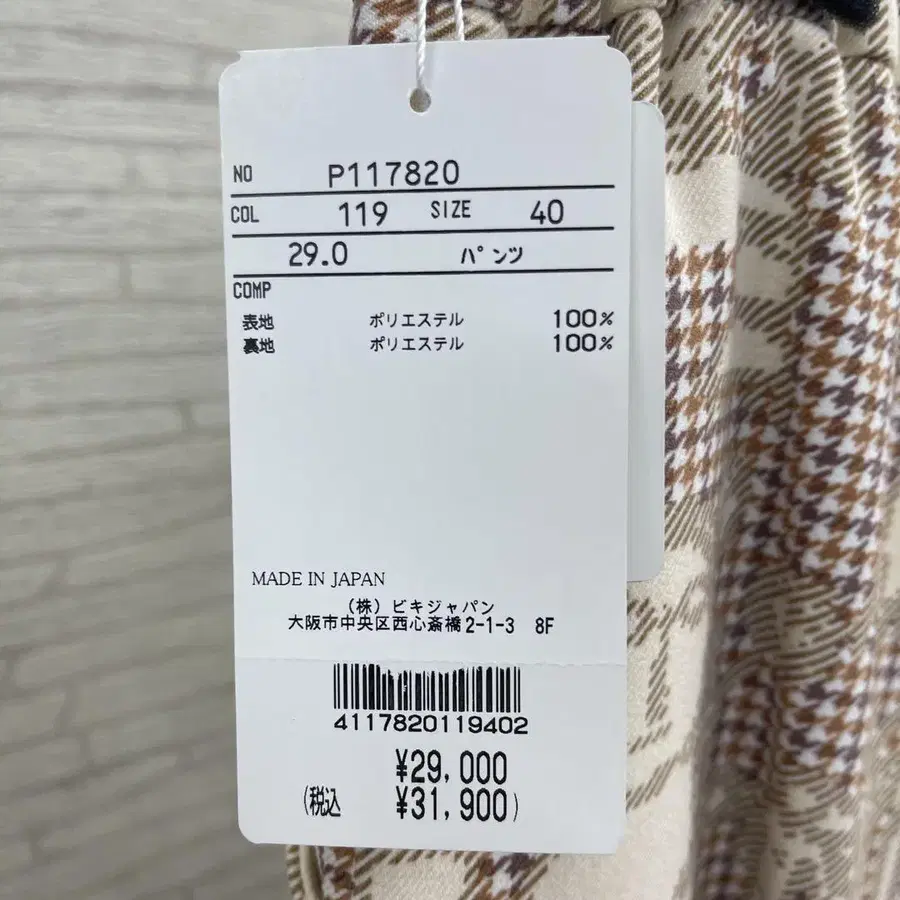 NO P117820
COL 119 SIZE 40
29.0 パンツ
COMP
表地 ポリエステル 100%
裏地 ポリエステル 100%
MADE IN JAPAN
(株)ビキジャパン
大阪市中央区西心斎橋2-1-3 8F
4117820119402
¥29,000
(税込 ¥31,900)